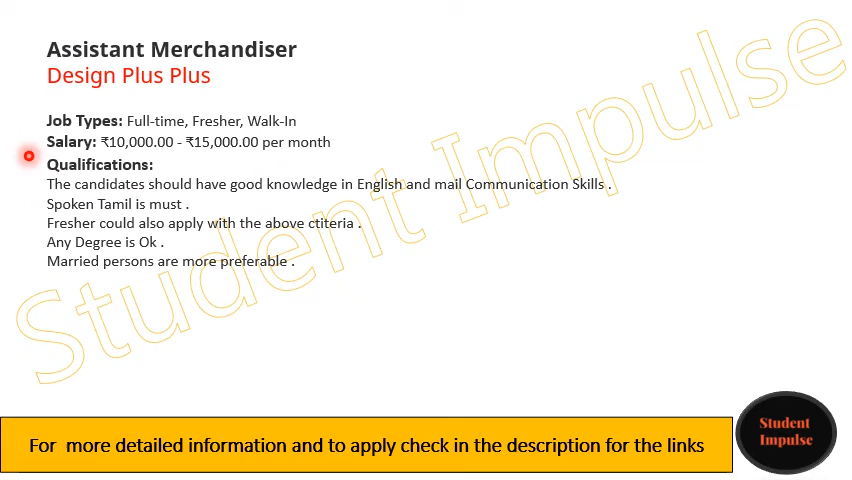 Assistant Merchandiser
Design Plus Plus
Job Types: Full-time, Fresher, Walk-In
Salary: ₹10,000.00 - ₹15,000.00 per month
Qualifications:
The candidates should have good knowledge in English and mail Communication Skills .
Spoken Tamil is must .
Fresher could also apply with the above ctiteria .
Any Degree is Ok .
Married persons are more preferable .
Student Impulse
For  more detailed information and to apply check in the description for the links
Student
Impulse